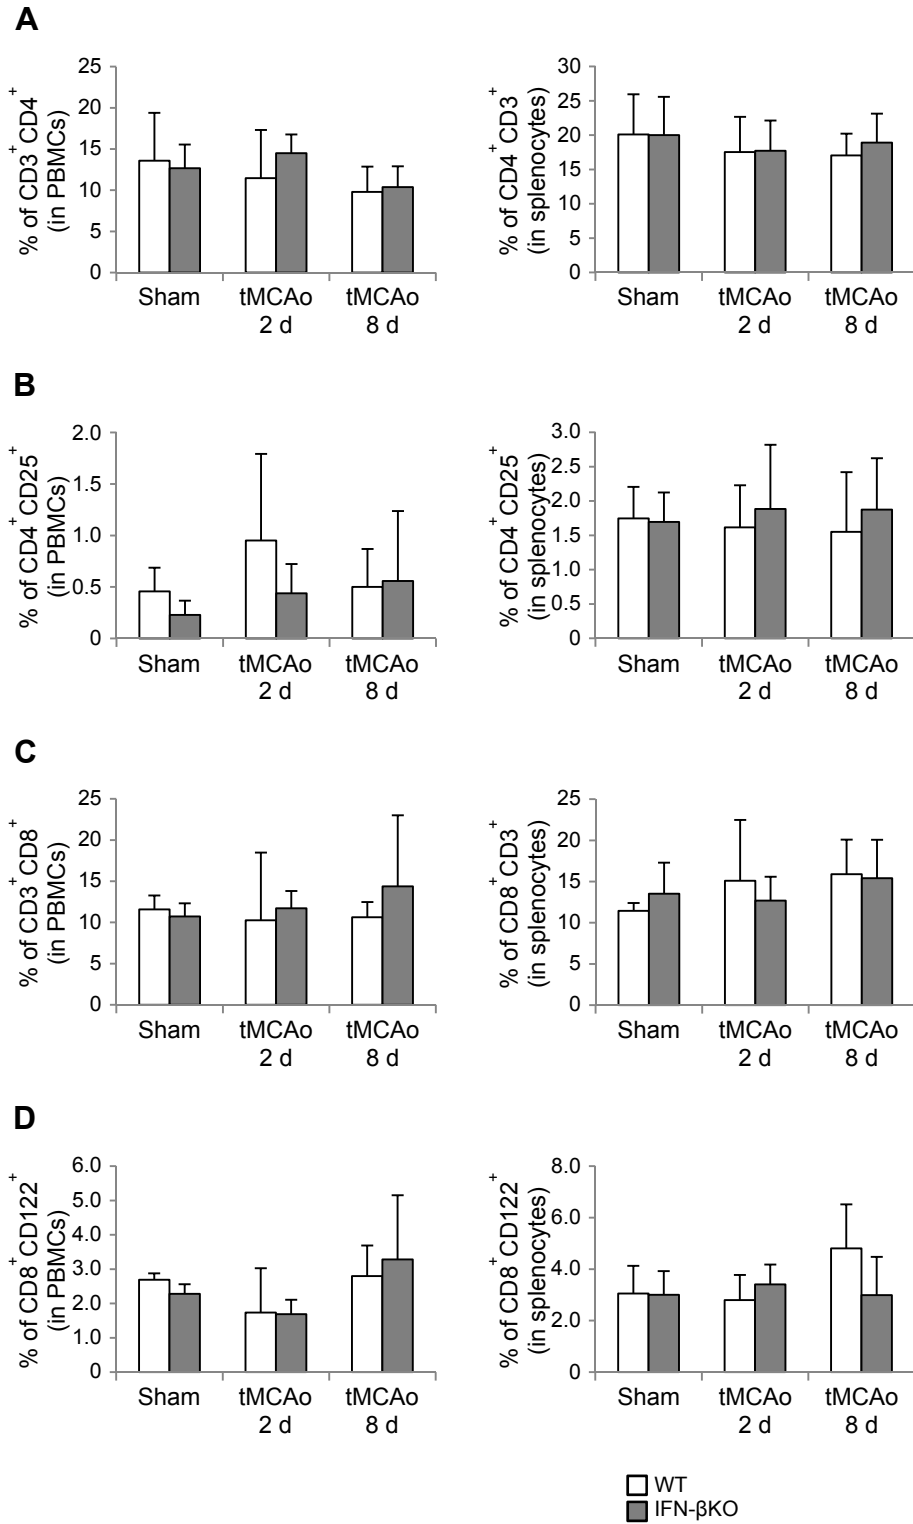 A
% of CD3+ CD4+
(in PBMCs)
25
20
15
10
5
0
Sham
tMCAo
2 d
tMCAo
8 d
% of CD4+ CD3+
(in splenocytes)
30
25
20
15
10
5
0
Sham
tMCAo
2 d
tMCAo
8 d
B
% of CD4+ CD25+
(in PBMCs)
2.0
1.5
1.0
0.5
0
Sham
tMCAo
2 d
tMCAo
8 d
% of CD4+ CD25+
(in splenocytes)
3.0
2.5
2.0
1.5
1.0
0.5
0
Sham
tMCAo
2 d
tMCAo
8 d
C
% of CD3+ CD8+
(in PBMCs)
25
20
15
10
5
0
Sham
tMCAo
2 d
tMCAo
8 d
% of CD8+ CD3+
(in splenocytes)
25
20
15
10
5
0
Sham
tMCAo
2 d
tMCAo
8 d
D
% of CD8+ CD122+
(in PBMCs)
6.0
5.0
4.0
3.0
2.0
1.0
0
Sham
tMCAo
2 d
tMCAo
8 d
% of CD8+ CD122+
(in splenocytes)
8.0
6.0
4.0
2.0
0
Sham
tMCAo
2 d
tMCAo
8 d
WT
IFN-βKO